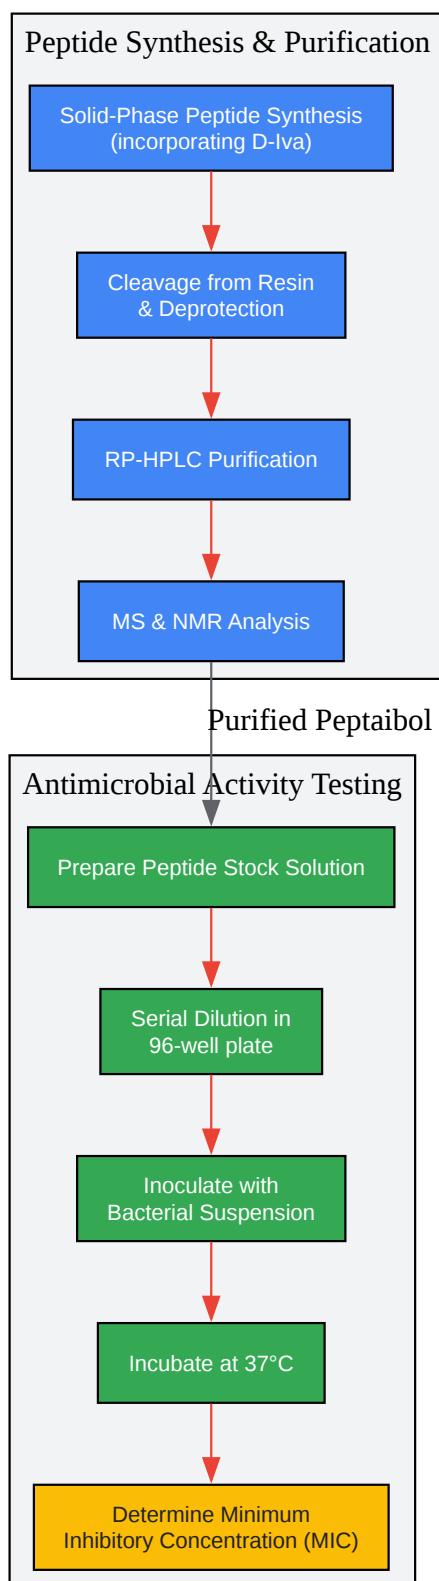 Peptide Synthesis & Purification
Solid-Phase Peptide Synthesis
(incorporating D-Iva)
Cleavage from Resin
& Deprotection
RP-HPLC Purification
MS & NMR Analysis
Purified Peptaibol
Antimicrobial Activity Testing
Prepare Peptide Stock Solution
Serial Dilution in
96-well plate
Inoculate with
Bacterial Suspension
Incubate at 37°C
Determine Minimum
Inhibitory Concentration (MIC)